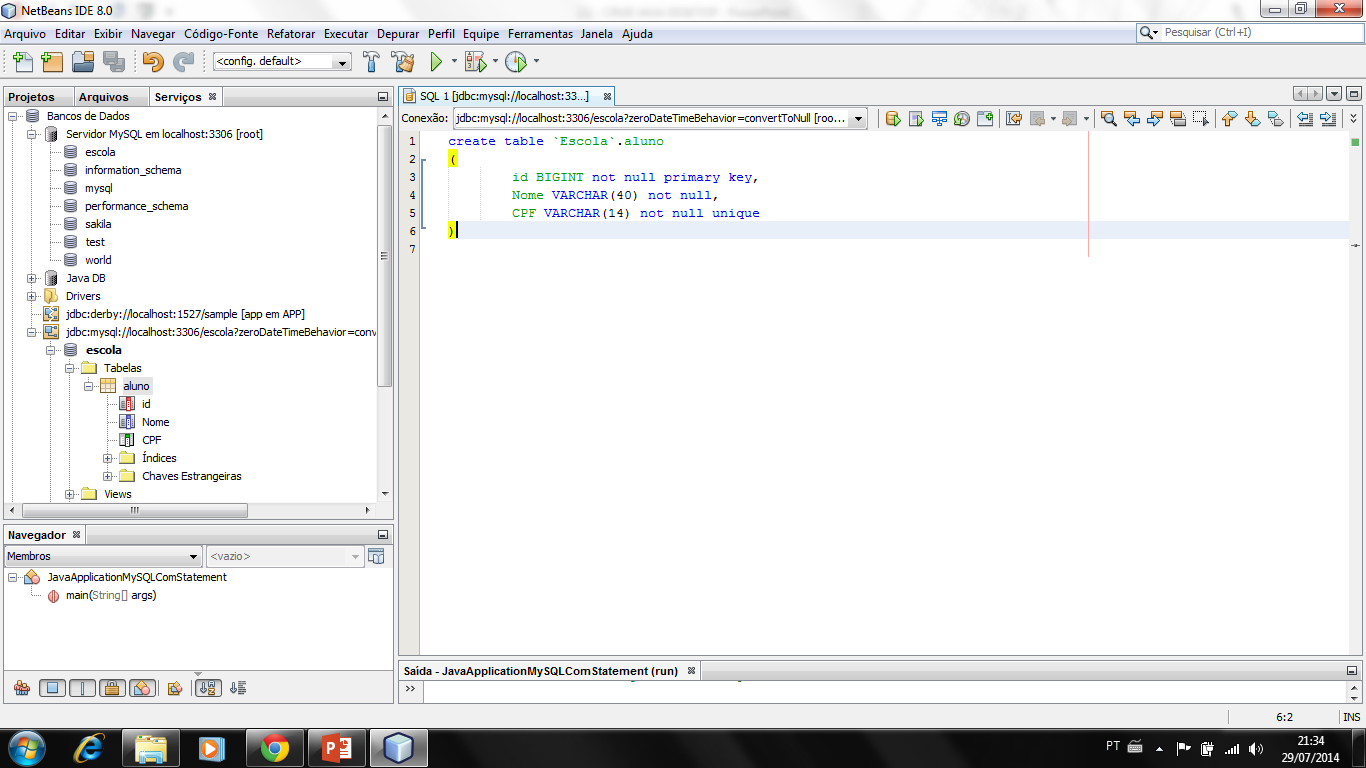 NetBeans IDE 8.0
Arquivo Editar Exibir Navegar Código-Fonte Refatorar Executar Depurar Perfil Equipe Ferramentas Janela Ajuda
Pesquisar (Ctrl+I)
<config. default>
Projetos Arquivos Serviços
Bancos de Dados
Servidor MySQL em localhost:3306 [root]
escola
information_schema
mysql
performance_schema
sakila
test
world
Java DB
Drivers
jdbc:derby://localhost:1527/sample [app em APP]
jdbc:mysql://localhost:3306/escola?zeroDateTimeBehavior=conv
escola
Tabelas
aluno
id
Nome
CPF
Índices
Chaves Estrangeiras
Views
Navegador
Membros
<vazio>
JavaApplicationMySQLComStatement
main(String[] args)
SQL 1 [jdbc:mysql://localhost:33...]
Conexão: jdbc:mysql://localhost:3306/escola?zeroDateTimeBehavior=convertToNull [roo...
1 create table `Escola`.aluno
2 (
3 id BIGINT not null primary key,
4 Nome VARCHAR(40) not null,
5 CPF VARCHAR(14) not null unique
6 )
7
Saída - JavaApplicationMySQLComStatement (run)
>>
6:2 INS
PT
21:34
29/07/2014